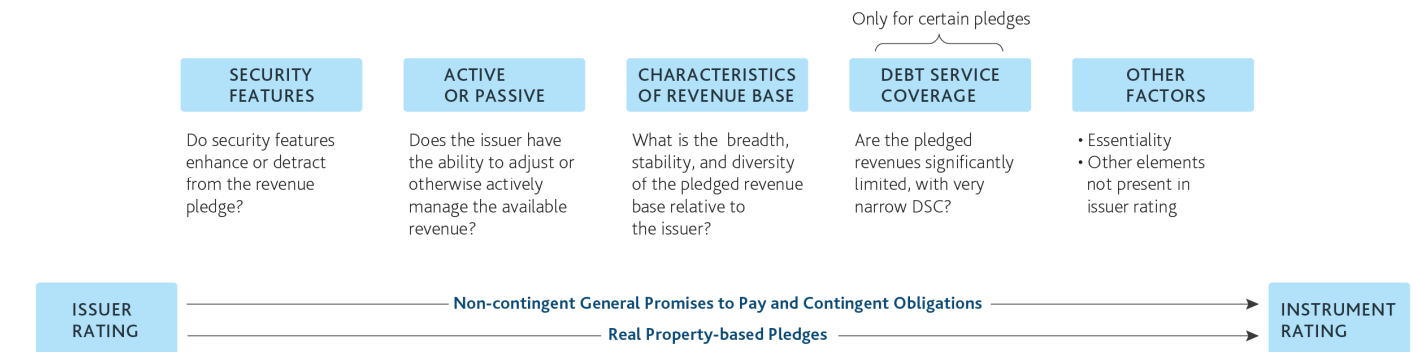 Only for certain pledges
SECURITY
FEATURES
Do security features
enhance or detract
from the revenue
pledge?
ACTIVE
OR PASSIVE
Does the issuer have
the ability to adjust or
otherwise actively
manage the available
revenue?
CHARACTERISTICS
OF REVENUE BASE
What is the breadth,
stability, and diversity
of the pledged revenue
base relative to
the issuer?
DEBT SERVICE
COVERAGE
Are the pledged
revenues significantly
limited, with very
narrow DSC?
OTHER
FACTORS
• Essentiality
• Other elements
not present in
issuer rating
ISSUER
RATING
Non-contingent General Promises to Pay and Contingent Obligations
Real Property-based Pledges
INSTRUMENT
RATING